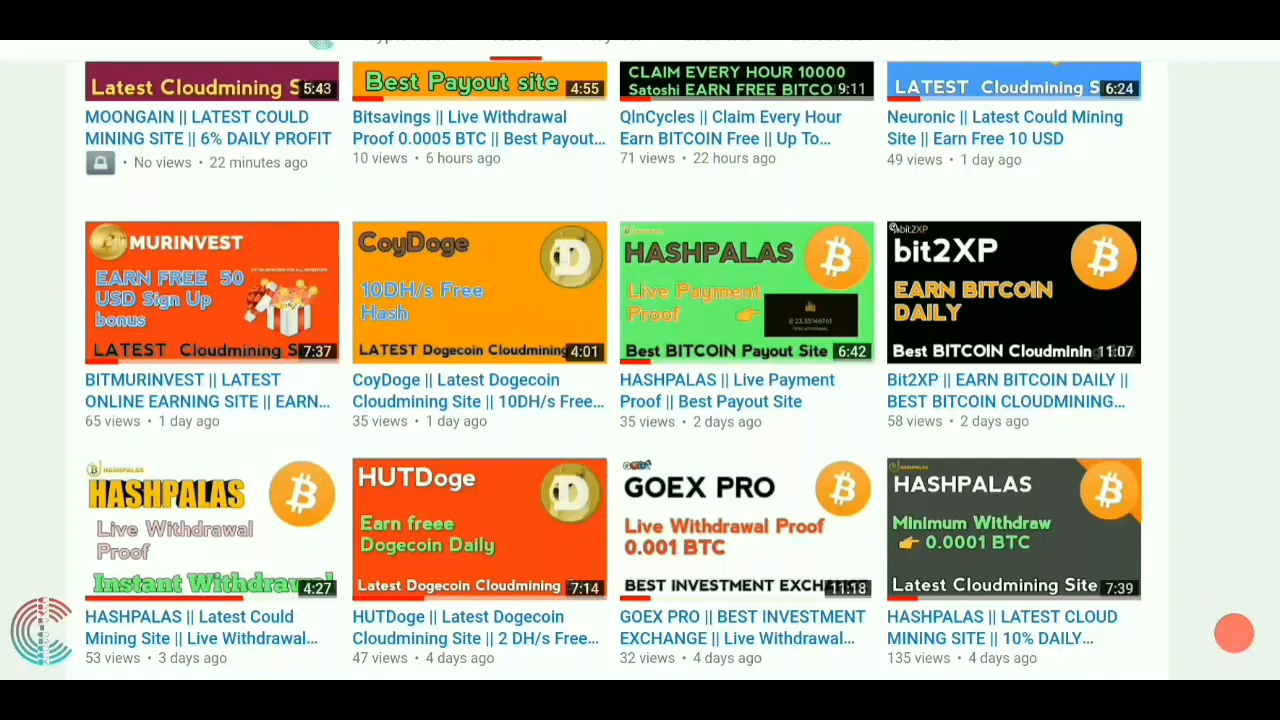 Latest Cloudmining S
5:43
Best Payout site
4:55
CLAIM EVERY HOUR 10000
Satoshi EARN FREE BITCO
9:11
LATEST Cloudmining S
6:24
MOONGAIN || LATEST COULD
MINING SITE || 6% DAILY PROFIT
No views • 22 minutes ago
Bitsavings || Live Withdrawal
Proof 0.0005 BTC || Best Payout...
10 views • 6 hours ago
QInCycles || Claim Every Hour
Earn BITCOIN Free || Up To...
71 views • 22 hours ago
Neuronic || Latest Could Mining
Site || Earn Free 10 USD
49 views • 1 day ago
MURINVEST
EARN FREE 50
USD Sign Up
bonus
LATEST Cloudmining S
7:37
CoyDoge
10DH/s Free
Hash
LATEST Dogecoin Cloudmining
4:01
HASHPALAS
Live Payment
Proof
Best BITCOIN Payout Site
6:42
bit2XP
bit2XP
EARN BITCOIN
DAILY
Best BITCOIN Cloudmining
11:07
BITMURINVEST || LATEST
ONLINE EARNING SITE || EARN...
65 views • 1 day ago
CoyDoge || Latest Dogecoin
Cloudmining Site || 10DH/s Free...
35 views • 1 day ago
HASHPALAS || Live Payment
Proof || Best Payout Site
35 views • 2 days ago
Bit2XP || EARN BITCOIN DAILY ||
BEST BITCOIN CLOUDMINING...
58 views • 2 days ago
HASHPALAS
HASHPALAS
Live Withdrawal
Proof
Instant Withdrawal
4:27
HUTDoge
Earn freee
Dogecoin Daily
Latest Dogecoin Cloudmining
7:14
GOEX PRO
Live Withdrawal Proof
0.001 BTC
BEST INVESTMENT EXCH
11:18
HASHPALAS
HASHPALAS
Minimum Withdraw
0.0001 BTC
Latest Cloudmining Site
7:39
HASHPALAS || Latest Could
Mining Site || Live Withdrawal...
53 views • 3 days ago
HUTDoge || Latest Dogecoin
Cloudmining Site || 2 DH/s Free...
47 views • 4 days ago
GOEX PRO || BEST INVESTMENT
EXCHANGE || Live Withdrawal...
32 views • 4 days ago
HASHPALAS || LATEST CLOUD
MINING SITE || 10% DAILY...
135 views • 4 days ago